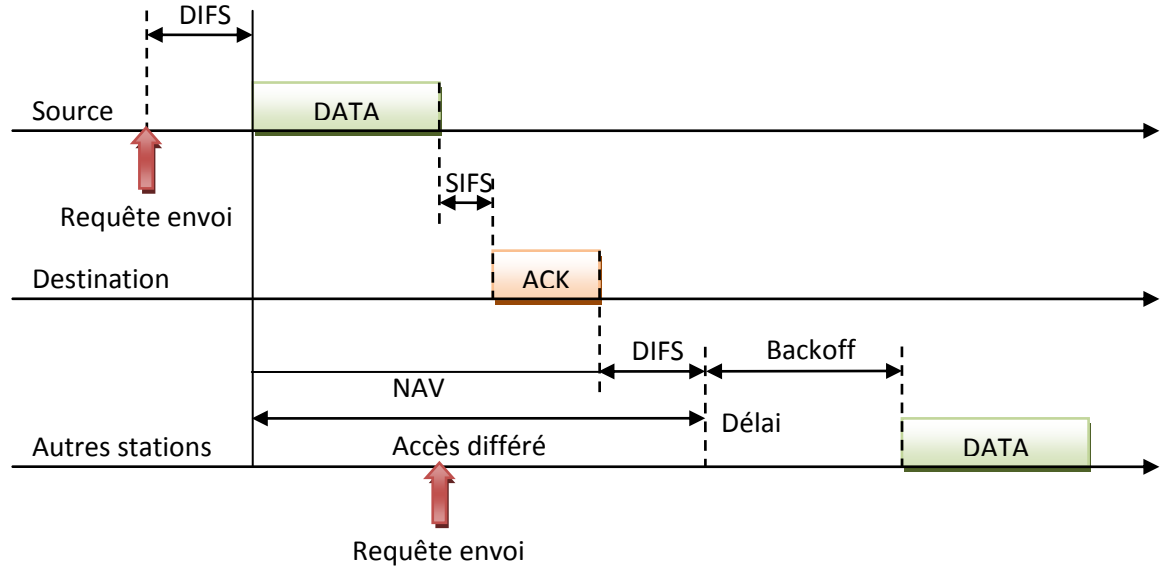 DIFS
Source
DATA
SIFS
Requête envoi
Destination
ACK
DIFS
Backoff
NAV
Délai
Autres stations
Accès différé
DATA
Requête envoi